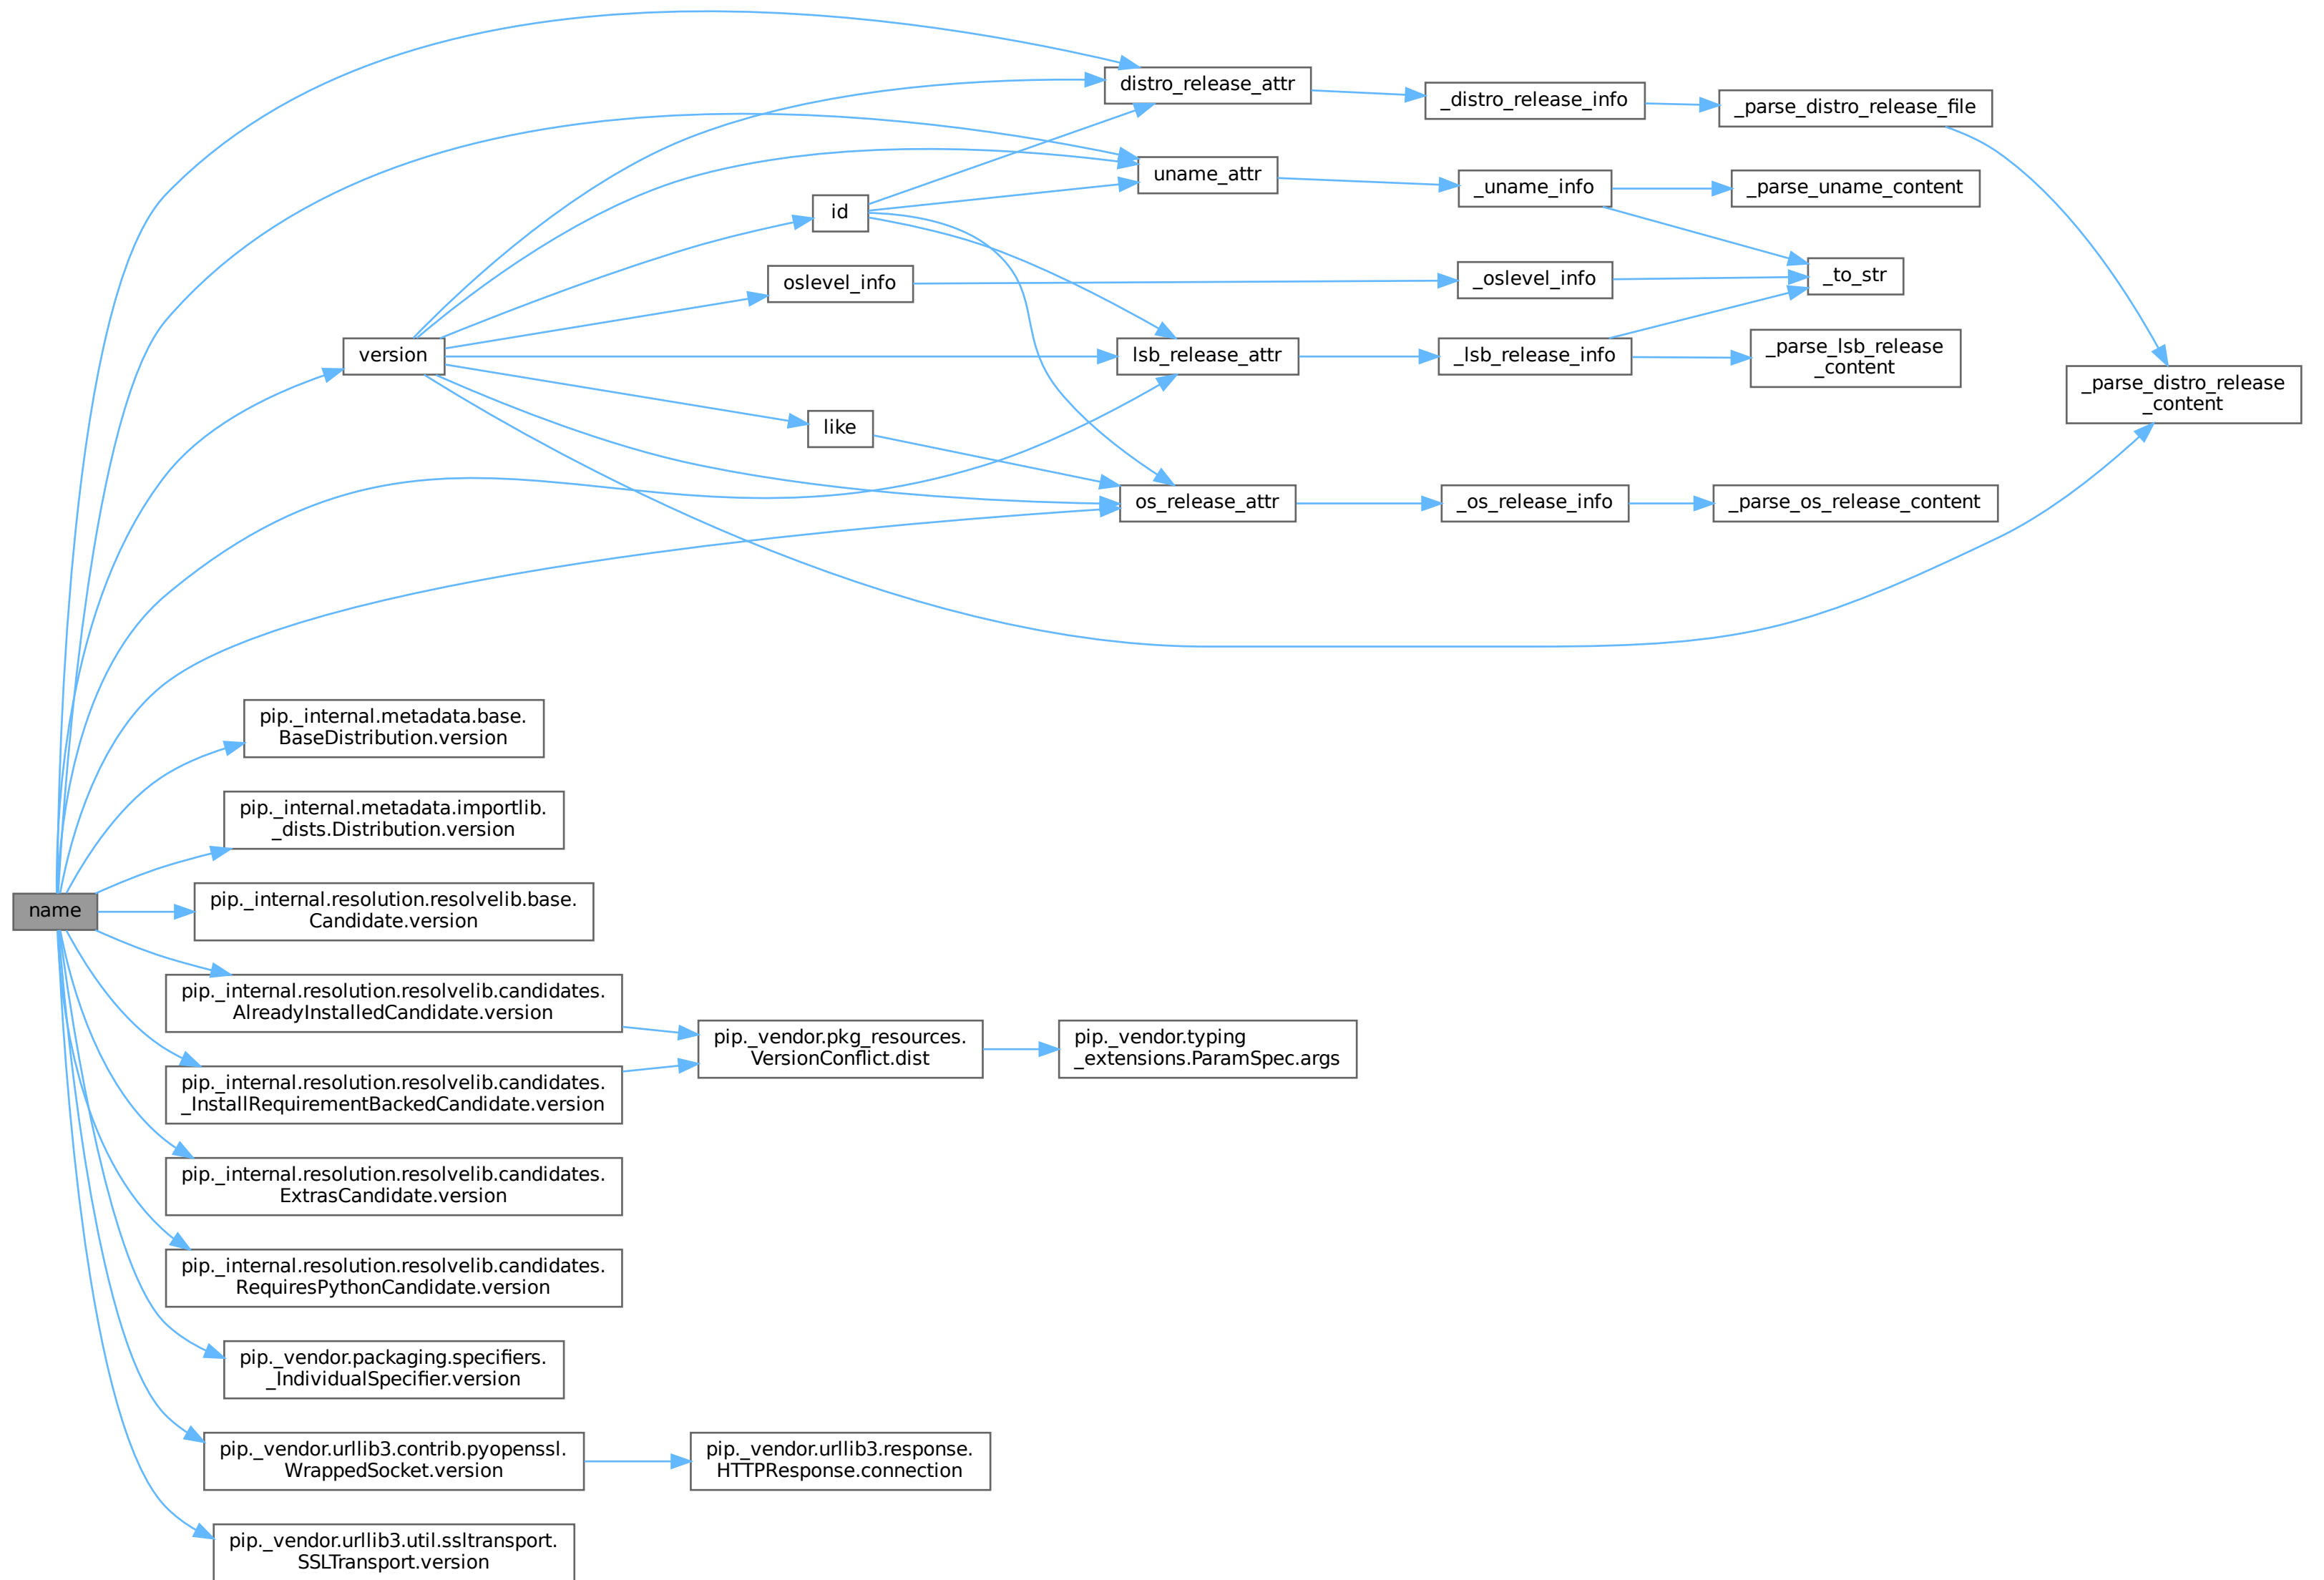 distro_release_attr
_distro_release_info
_parse_distro_release_file
uname_attr
_uname_info
_parse_uname_content
id
oslevel_info
_oslevel_info
_to_str
version
lsb_release_attr
_lsb_release_info
_parse_lsb_release
_content
_parse_distro_release
_content
like
os_release_attr
_os_release_info
_parse_os_release_content
pip._internal.metadata.base.
BaseDistribution.version
pip._internal.metadata.importlib.
_dists.Distribution.version
name
pip._internal.resolution.resolvelib.base.
Candidate.version
pip._internal.resolution.resolvelib.candidates.
AlreadyInstalledCandidate.version
pip._vendor.pkg_resources.
VersionConflict.dist
pip._vendor.typing
_extensions.ParamSpec.args
pip._internal.resolution.resolvelib.candidates.
_InstallRequirementBackedCandidate.version
pip._internal.resolution.resolvelib.candidates.
ExtrasCandidate.version
pip._internal.resolution.resolvelib.candidates.
RequiresPythonCandidate.version
pip._vendor.packaging.specifiers.
_IndividualSpecifier.version
pip._vendor.urllib3.contrib.pyopenssl.
WrappedSocket.version
pip._vendor.urllib3.response.
HTTPResponse.connection
pip._vendor.urllib3.util.ssltransport.
SSLTransport.version